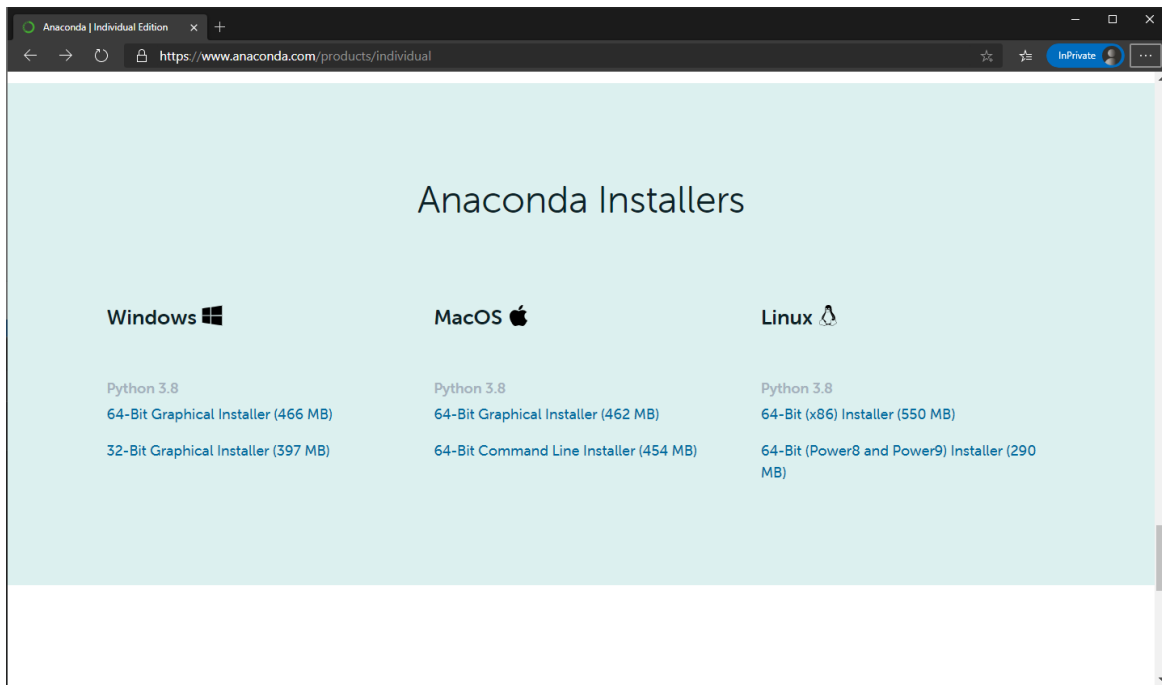 Anaconda | Individual Edition
https://www.anaconda.com/products/individual
InPrivate
Anaconda Installers
Windows
Python 3.8
64-Bit Graphical Installer (466 MB)
32-Bit Graphical Installer (397 MB)
MacOS
Python 3.8
64-Bit Graphical Installer (462 MB)
64-Bit Command Line Installer (454 MB)
Linux
Python 3.8
64-Bit (x86) Installer (550 MB)
64-Bit (Power8 and Power9) Installer (290
MB)